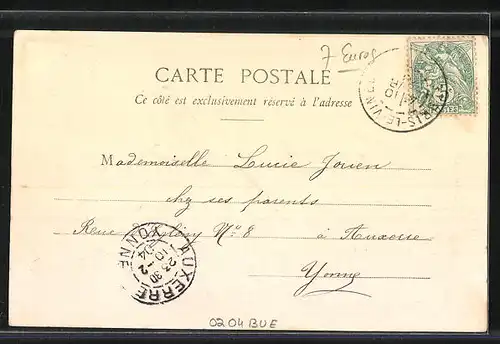 7 Euros
CARTE POSTALE
Ce côté est exclusivement réservé à l'adresse
Mademoiselle Lucie Jouen
chez ses parents
Rue N° 8 à Auxerre
Yonne
AUXERRE
YONNE
0204BUE